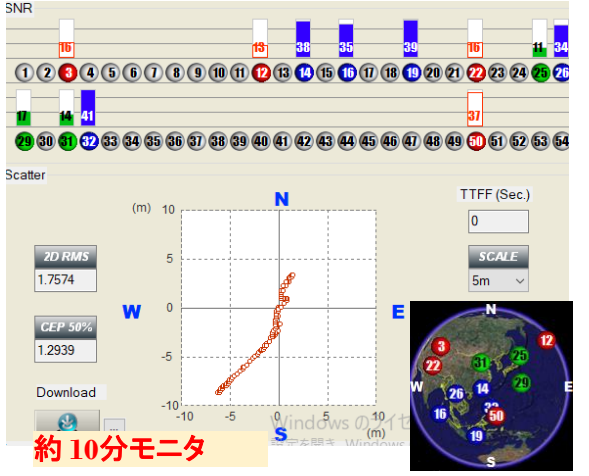 SNR
16 13 38 35 39 16 11 34
1 2 3 4 5 6 7 8 9 10 11 12 13 14 15 16 17 18 19 20 21 22 23 24 25 26
17 14 41 37
29 30 31 32 33 34 35 36 37 38 39 40 41 42 43 44 45 46 47 48 49 50 51 52 53 54
Scatter
N
TTFF (Sec.)
(m) 10
0
2D RMS
5
SCALE
1.7574
5m
W
0
E
N
CEP 50%
12
3
25
31
22
1.2939
-5
29
W
E
26
14
Download
16
50
-10
-10 -5 0 5 10
Windows のライセ
...
S
(m)
19
約 10分モニタ
S